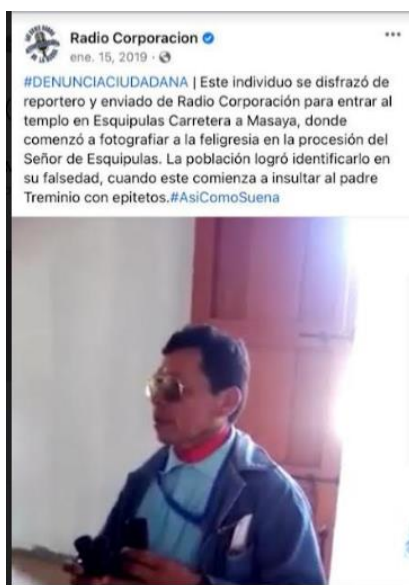 Radio Corporacion
ene. 15, 2019 ·
#DENUNCIACIUDADANA | Este individuo se disfrazó de
reportero y enviado de Radio Corporación para entrar al
templo en Esquipulas Carretera a Masaya, donde
comenzó a fotografiar a la feligresia en la procesión del
Señor de Esquipulas. La población logró identificarlo en
su falsedad, cuando este comienza a insultar al padre
Treminio con epitetos.#AsiComoSuena